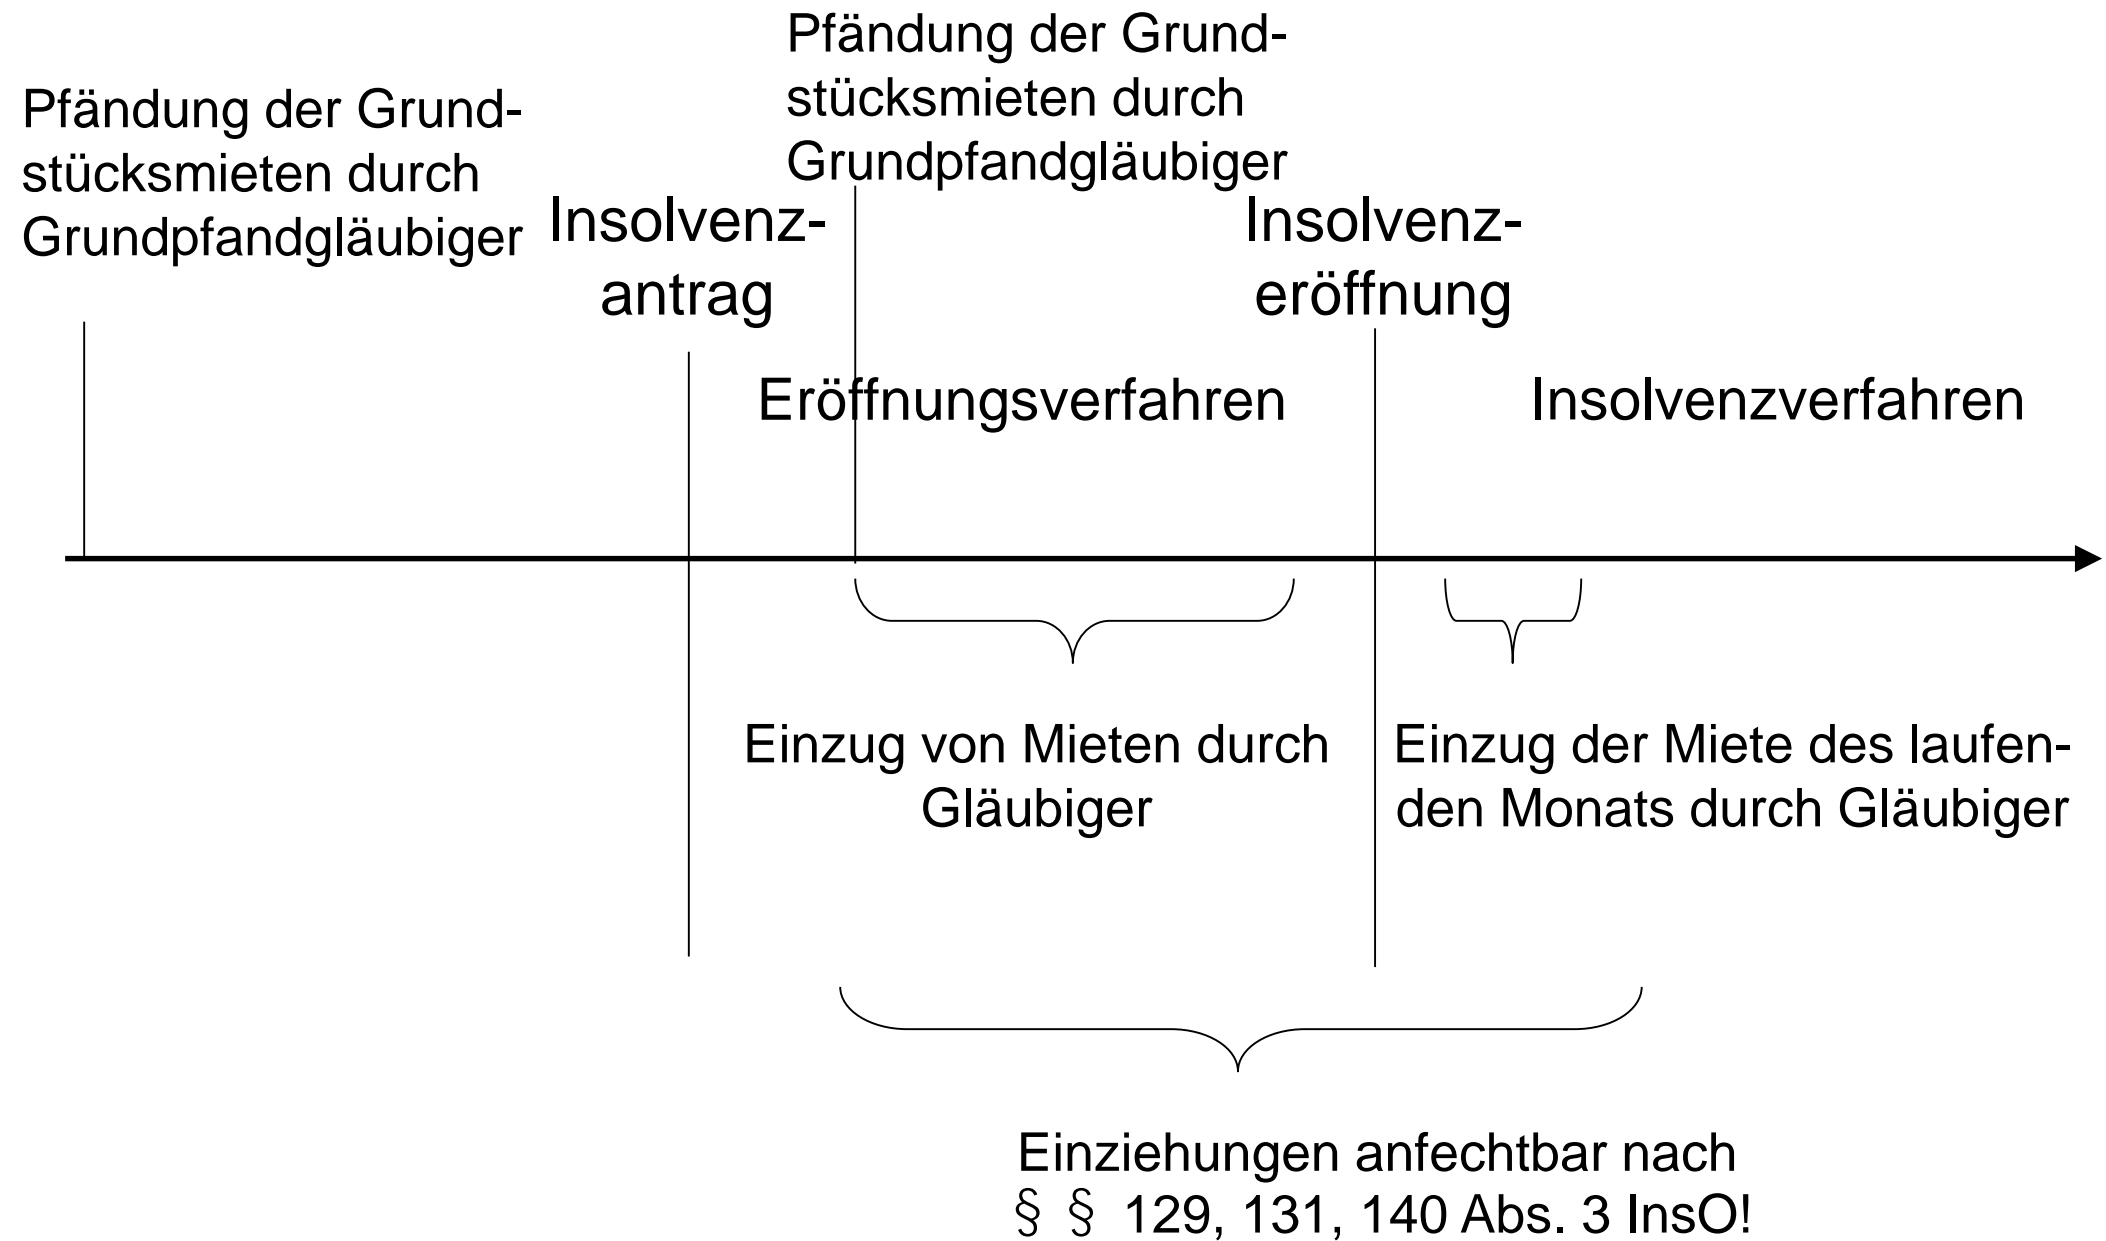 Pfändung der Grund-
stücksmieten durch
Grundpfandgläubiger
Insolvenz-
antrag
Pfändung der Grund-
stücksmieten durch
Grundpfandgläubiger
Insolvenz-
eröffnung
Eröffnungsverfahren
Insolvenzverfahren
Einzug von Mieten durch
Gläubiger
Einzug der Miete des laufen-
den Monats durch Gläubiger
Einziehungen anfechtbar nach
§ § 129, 131, 140 Abs. 3 InsO!